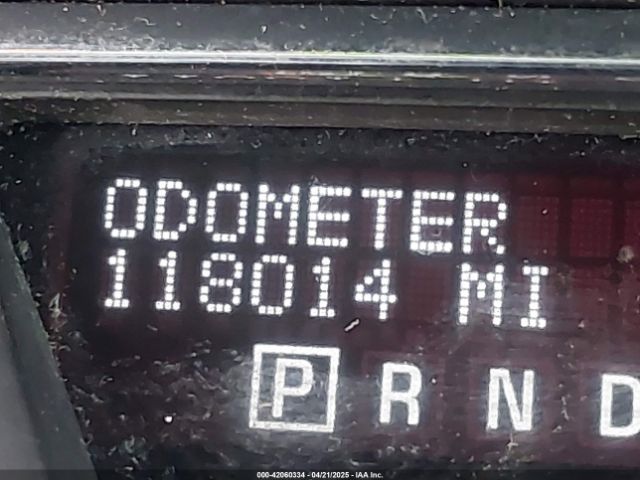 ODOMETER
118014 MI
P R N D
000-42060334 - 04/21/2025 - IAA Inc.